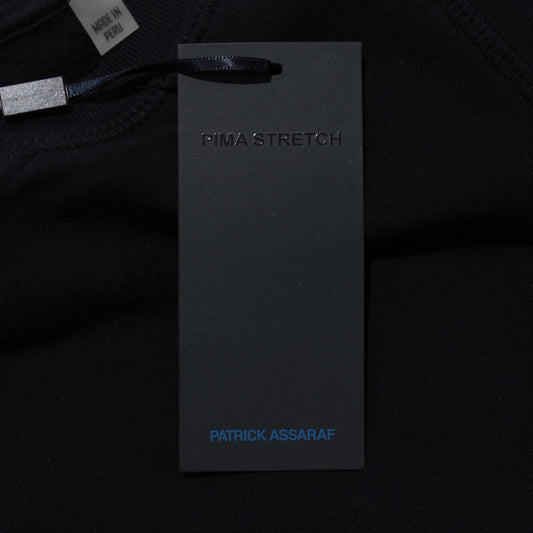 MADE IN
PERU
PIMA STRETCH
PATRICK ASSARAF